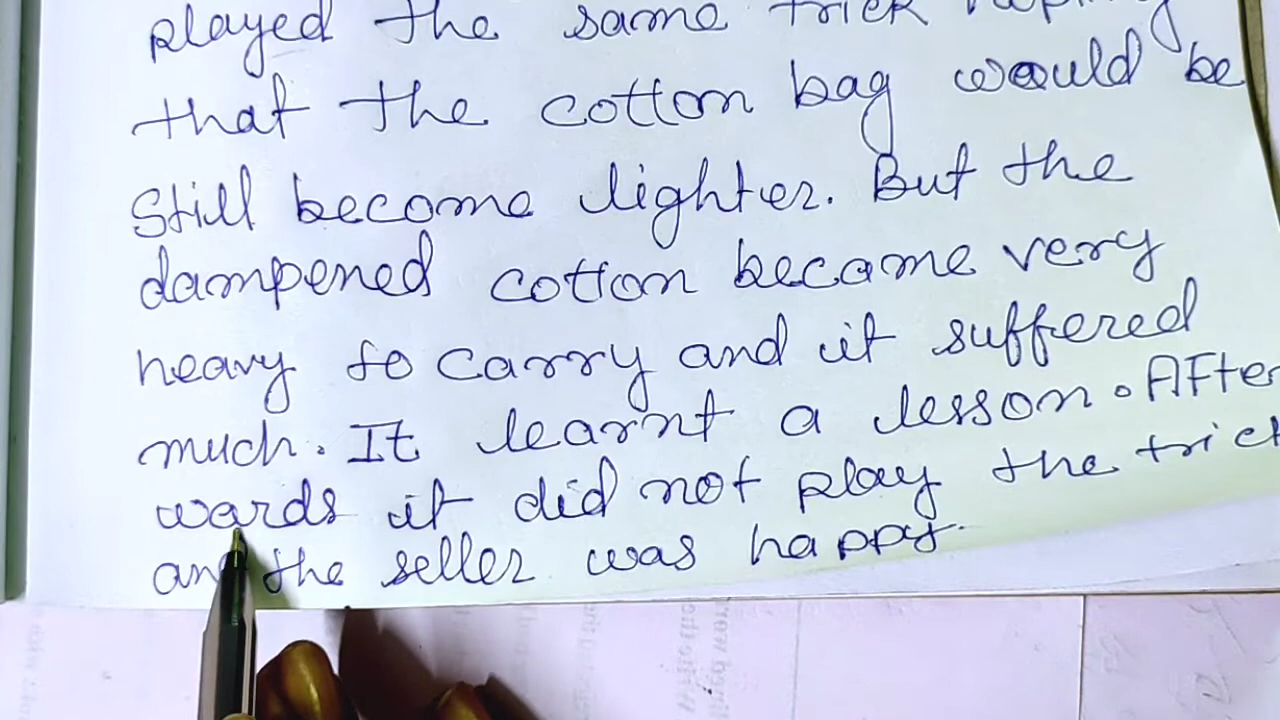 played the same trick hoping
that the cotton bag would be
still become lighter. But the
dampened cotton became very
heavy to carry and it suffered
much. It learnt a lesson. After
wards it did not play the trick
and the seller was happy.